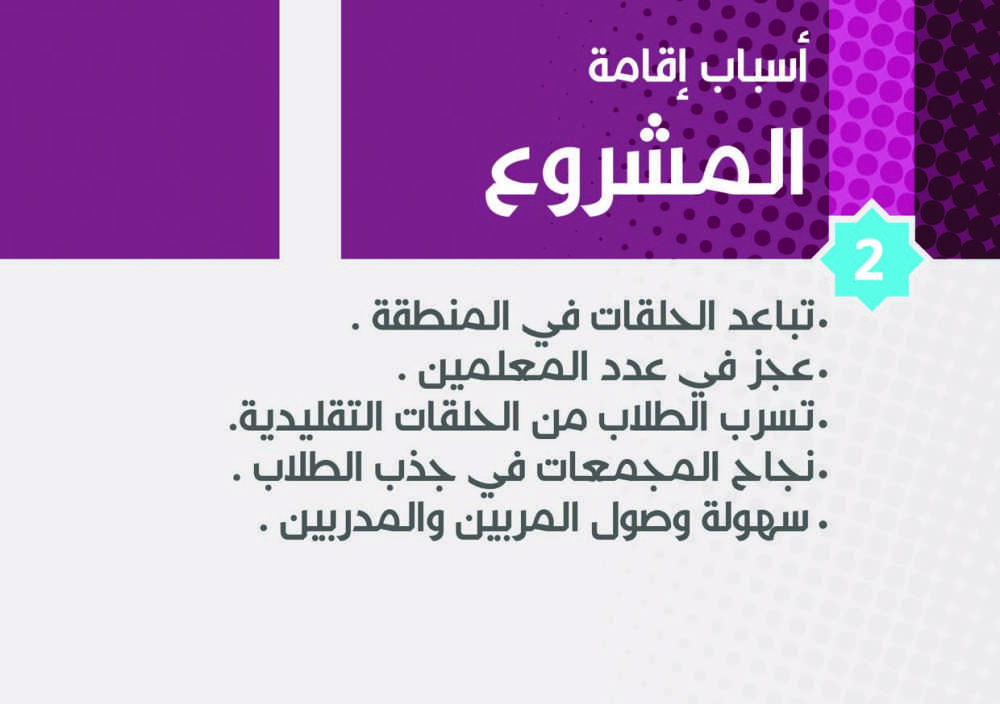 أسباب إقامة
المشروع
2
•تباعد الحلقات في المنطقة .
•عجز في عدد المعلمين .
•تسرب الطلاب من الحلقات التقليدية.
•نجاح المجمعات في جذب الطلاب .
• سهولة وصول المربين والمدربين .